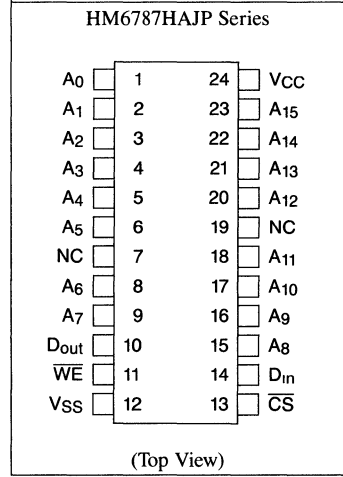 HM6787HAJP Series
A0 1 24 VCC
A1 2 23 A15
A2 3 22 A14
A3 4 21 A13
A4 5 20 A12
A5 6 19 NC
NC 7 18 A11
A6 8 17 A10
A7 9 16 A9
Dout 10 15 A8
W̅E̅ 11 14 Din
VSS 12 13 C̅S̅
(Top View)